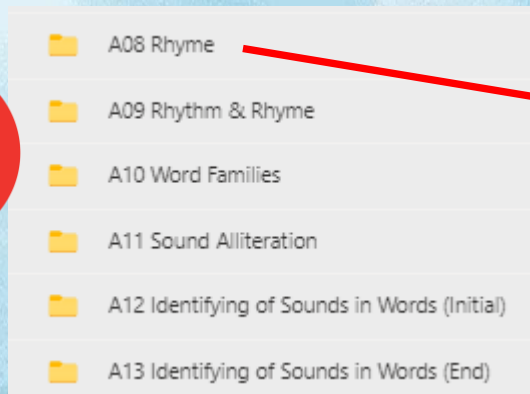 A08 Rhyme
A09 Rhythm & Rhyme
A10 Word Families
A11 Sound Alliteration
A12 Identifying of Sounds in Words (Initial)
A13 Identifying of Sounds in Words (End)